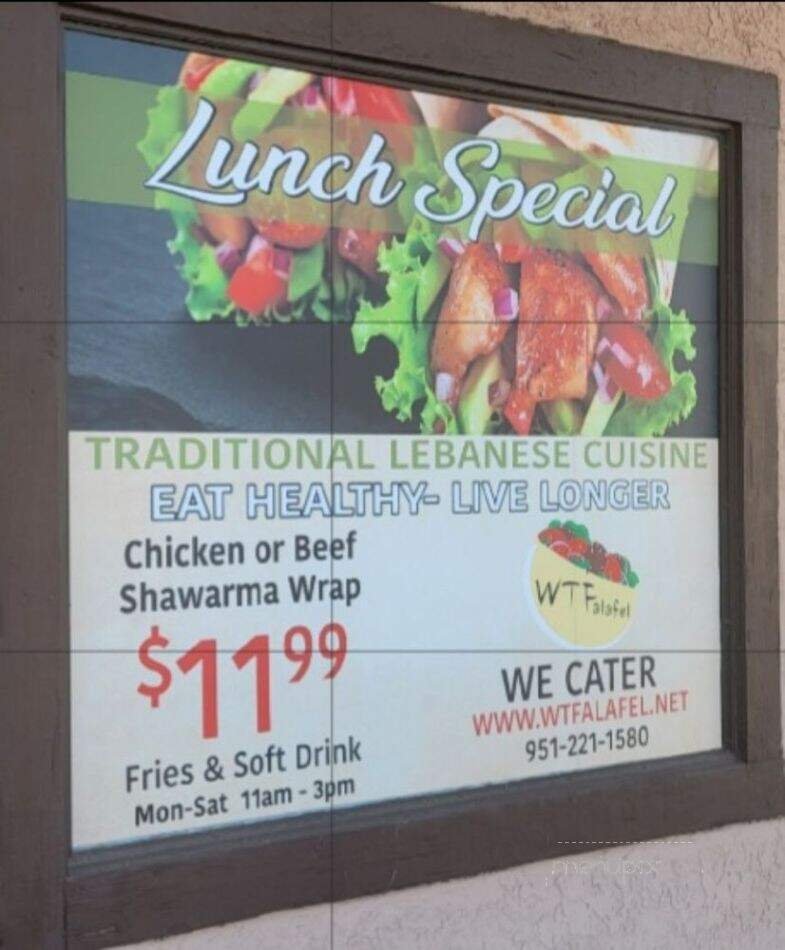 Lunch Special
TRADITIONAL LEBANESE CUISINE
EAT HEALTHY- LIVE LONGER
Chicken or Beef
Shawarma Wrap
$1199
Fries & Soft Drink
Mon-Sat 11am - 3pm
WTFalafel
WE CATER
WWW.WTFALAFEL.NET
951-221-1580